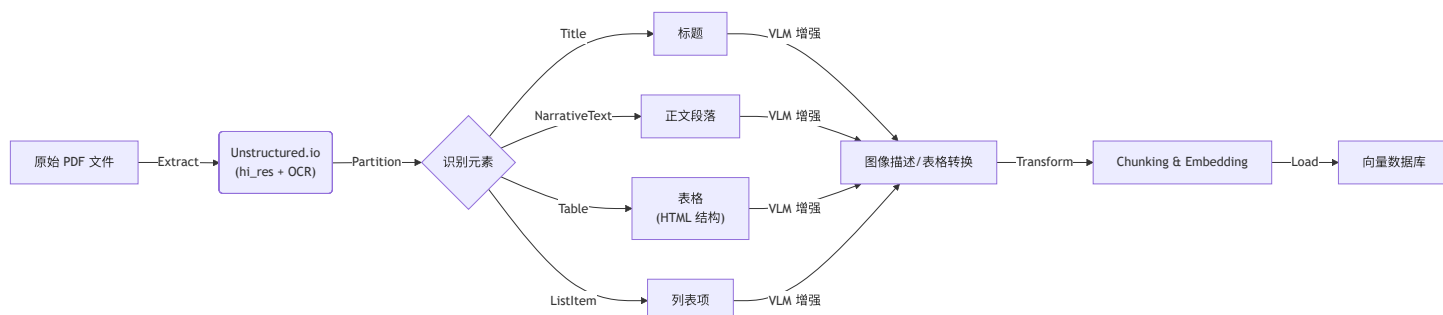 原始 PDF 文件
Extract
Unstructured.io
(hi_res + OCR)
Partition
识别元素
Title
标题
VLM 增强
NarrativeText
正文段落
VLM 增强
Table
表格
(HTML 结构)
VLM 增强
ListItem
列表项
VLM 增强
图像描述/表格转换
Transform
Chunking & Embedding
Load
向量数据库